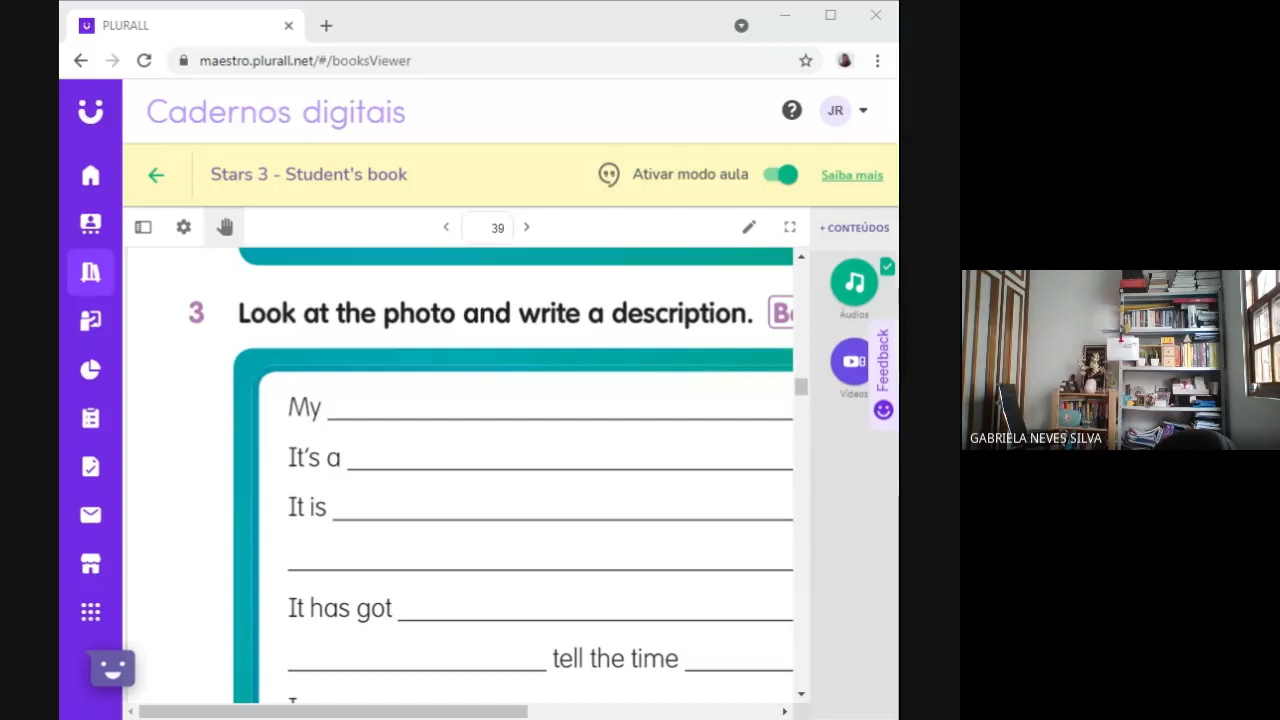 PLURALL
maestro.plurall.net/#/booksViewer
Cadernos digitais
JR
Stars 3 - Student's book
Ativar modo aula
Saiba mais
39
+ CONTEÚDOS
3 Look at the photo and write a description.
Áudios
Vídeos
Feedback
My
It's a
It is
It has got
tell the time
GABRIELA NEVES SILVA